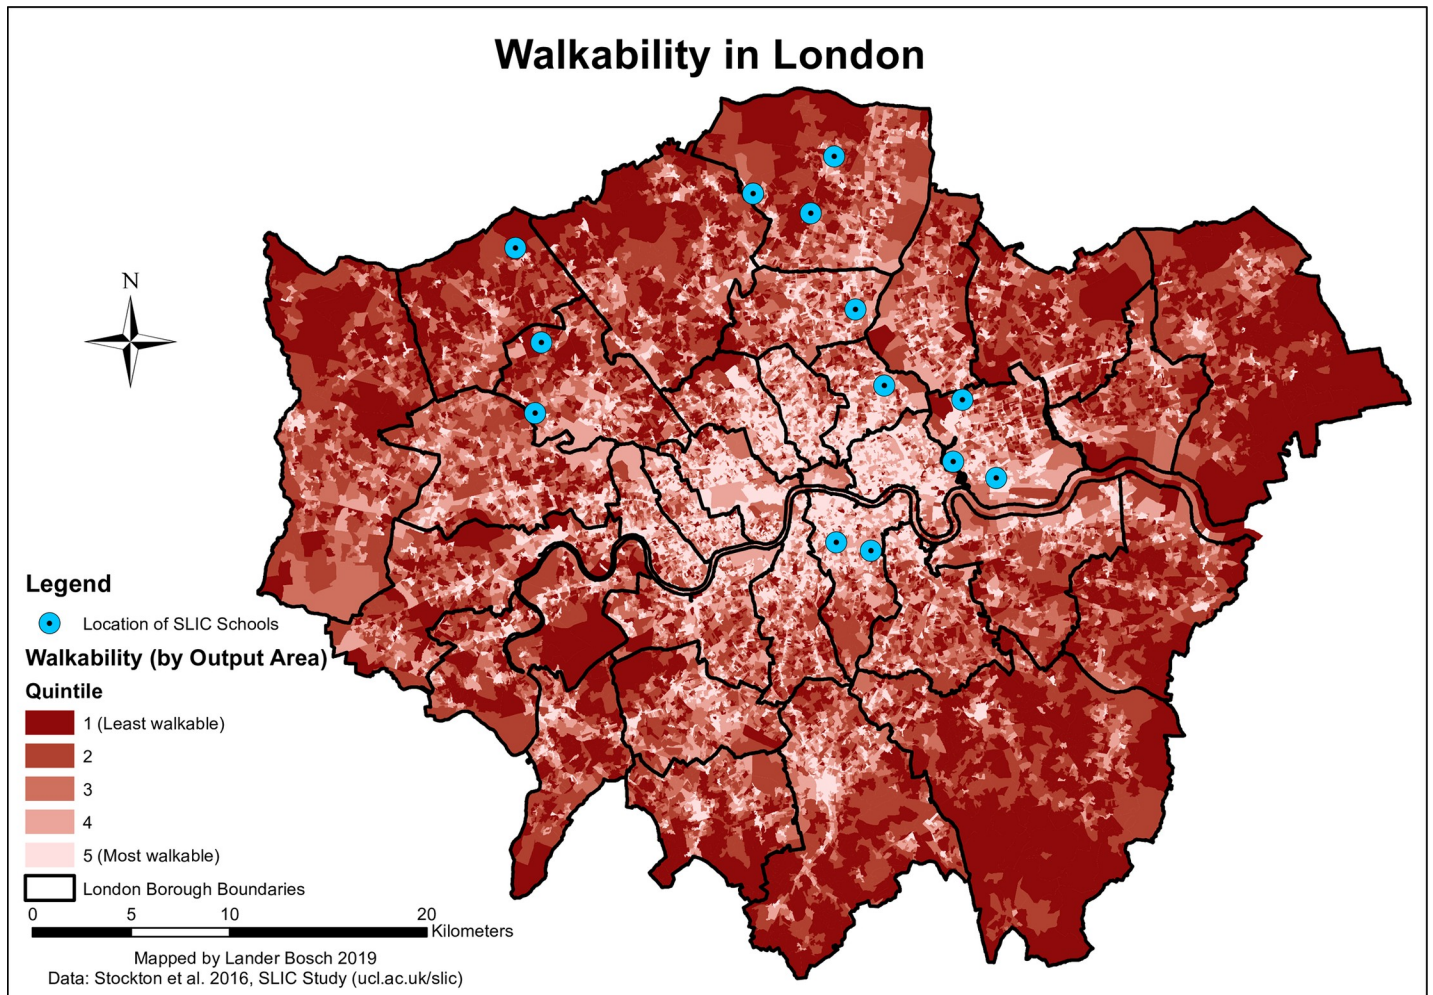 Walkability in London
N
Legend
Location of SLIC Schools
Walkability (by Output Area)
Quintile
1 (Least walkable)
2
3
4
5 (Most walkable)
London Borough Boundaries
0 5 10 20
Kilometers
Mapped by Lander Bosch 2019
Data: Stockton et al. 2016, SLIC Study (ucl.ac.uk/slic)